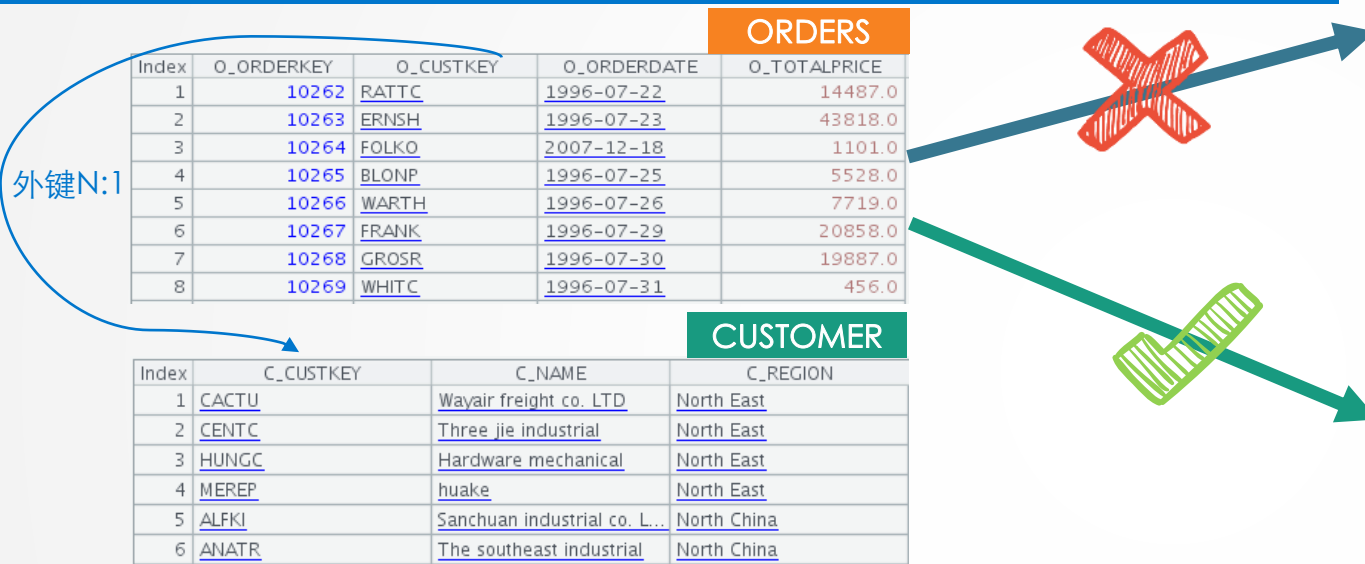 ORDERS
Index O_ORDERKEY O_CUSTKEY O_ORDERDATE O_TOTALPRICE
1 10262 RATTC 1996-07-22 14487.0
2 10263 ERNSH 1996-07-23 43818.0
3 10264 FOLKO 2007-12-18 1101.0
4 10265 BLONP 1996-07-25 5528.0
外键N:1
5 10266 WARTH 1996-07-26 7719.0
6 10267 FRANK 1996-07-29 20858.0
7 10268 GROSR 1996-07-30 19887.0
8 10269 WHITC 1996-07-31 456.0
CUSTOMER
Index C_CUSTKEY C_NAME C_REGION
1 CACTU Wayair freight co. LTD North East
2 CENTC Three jie industrial North East
3 HUNGC Hardware mechanical North East
4 MEREP huake North East
5 ALFKI Sanchuan industrial co. L... North China
6 ANATR The southeast industrial North China